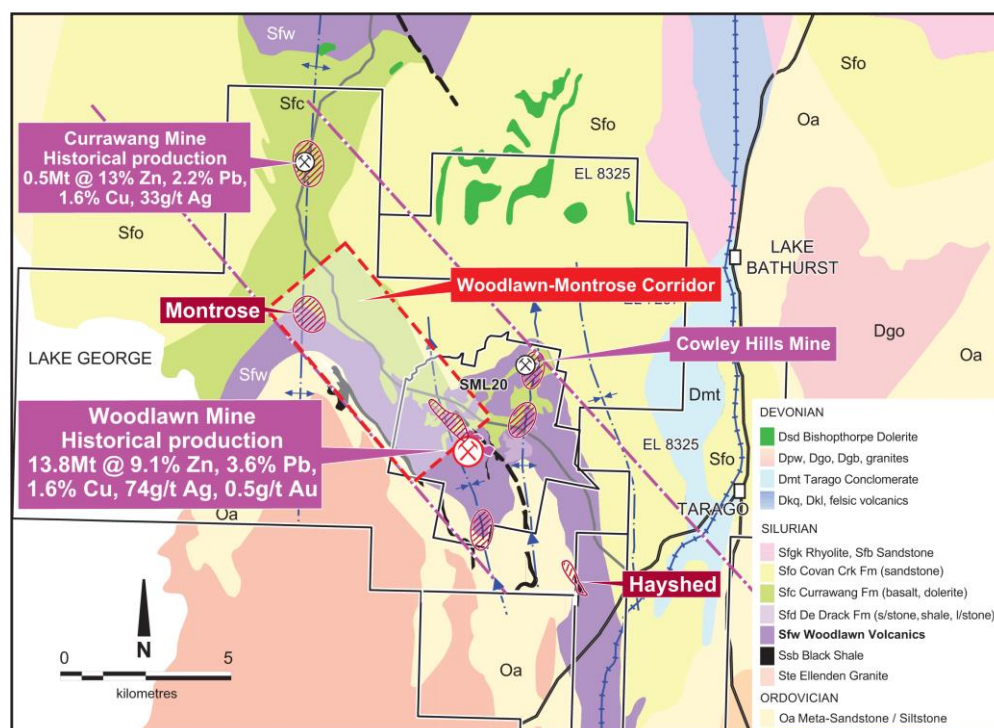 Sfw
Sfc
Sfo
Sfo
Oa
Currawang Mine
Historical production
0.5Mt @ 13% Zn, 2.2% Pb,
1.6% Cu, 33g/t Ag
EL 8325
Sfo
LAKE
BATHURST
Woodlawn-Montrose Corridor
Montrose
Dgo
Oa
LAKE GEORGE
Sfw
Cowley Hills Mine
SML20
Dmt
Woodlawn Mine
Historical production
13.8Mt @ 9.1% Zn, 3.6% Pb,
1.6% Cu, 74g/t Ag, 0.5g/t Au
EL 8325
Sfo
TARAGO
Oa
Hayshed
Oa
N
0
5
kilometres
DEVONIAN
Dsd Bishopthorpe Dolerite
Dpw, Dgo, Dgb, granites
Dmt Tarago Conclomerate
Dkq, Dkl, felsic volcanics
SILURIAN
Sfgk Rhyolite, Sfb Sandstone
Sfo Covan Crk Fm (sandstone)
Sfc Currawang Fm (basalt, dolerite)
Sfd De Drack Fm (s/stone, shale, l/stone)
Sfw Woodlawn Volcanics
Ssb Black Shale
Ste Ellenden Granite
ORDOVICIAN
Oa Meta-Sandstone / Siltstone